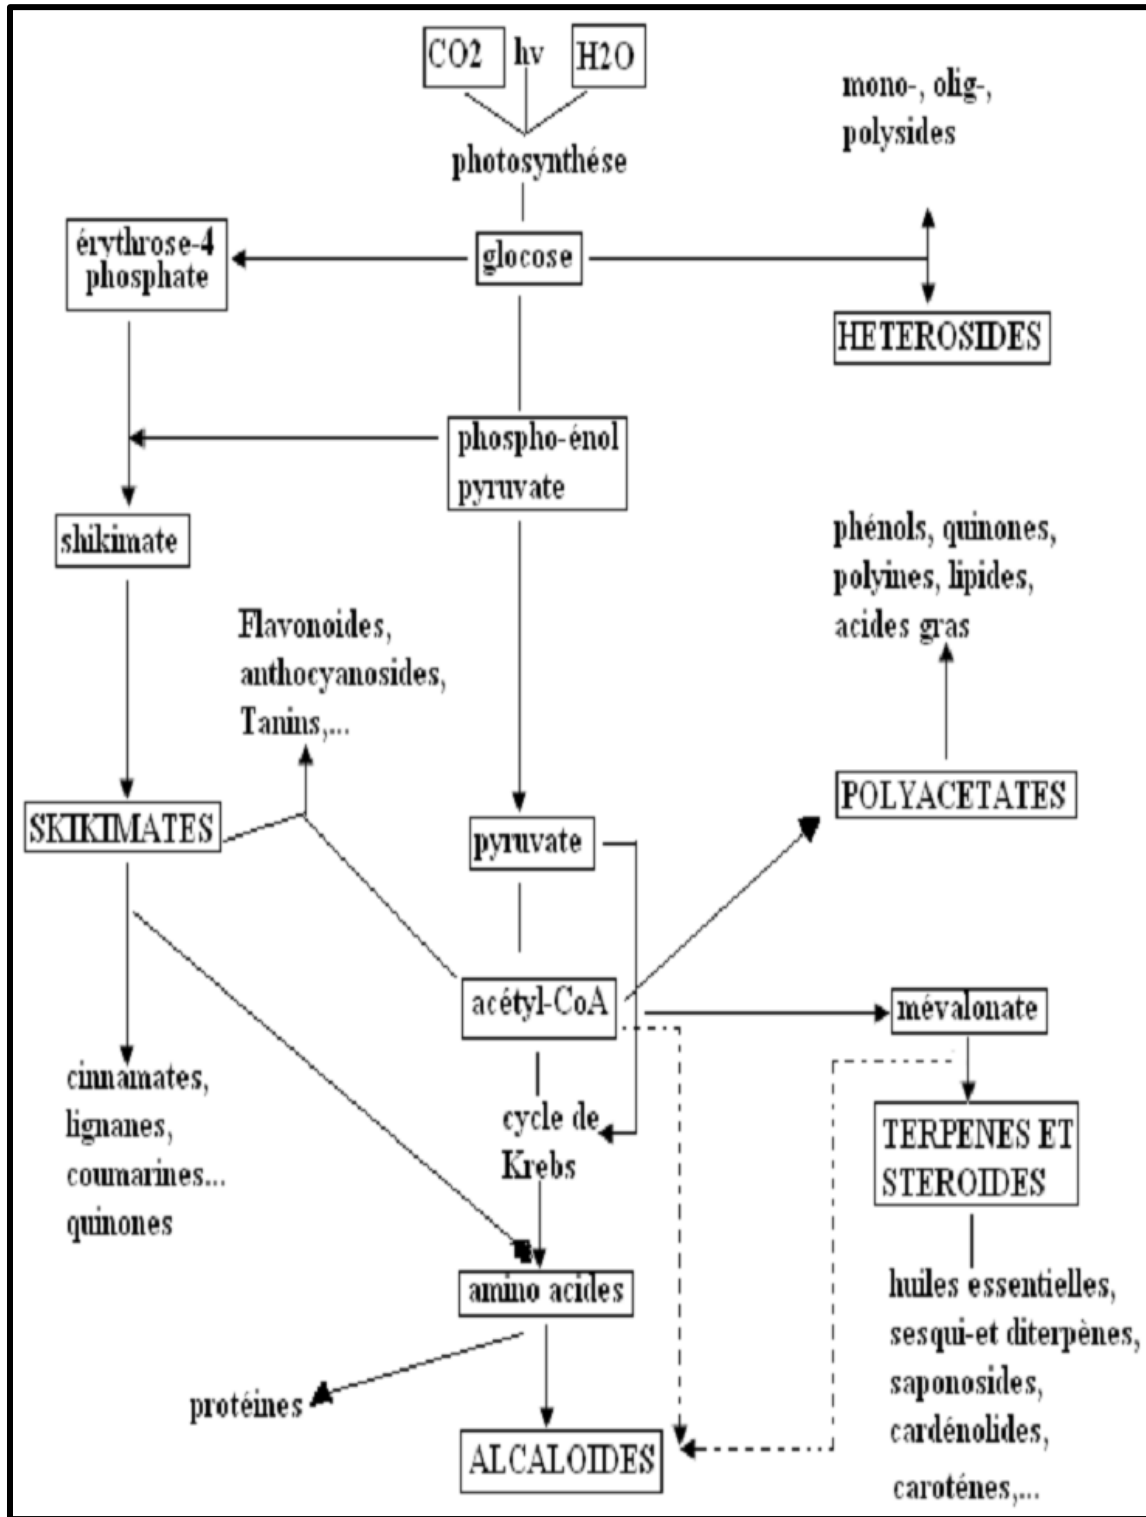 CO2
hv
H2O
mono-, olig-,
polysides
photosynthése
érythrose-4
phosphate
glocose
HETEROSIDES
phospho-énol
pyruvate
shikimate
phénols, quinones,
polyines, lipides,
acides gras
Flavonoides,
anthocyanosides,
Tanins,...
SKIKIMATES
pyruvate
POLYACETATES
acétyl-CoA
mévalonate
cinnamates,
lignanes,
coumarines...
quinones
cycle de
Krebs
TERPENES ET
STEROIDES
amino acides
huiles essentielles,
sesqui-et diterpènes,
saponosides,
cardénolides,
caroténes,...
protéines
ALCALOIDES